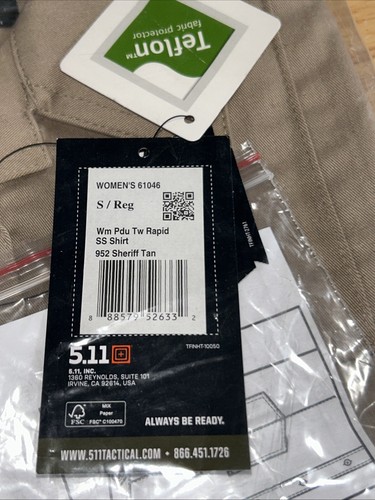 Teflon™
fabric protector
WOMEN'S 61046
S / Reg
Wm Pdu Tw Rapid
SS Shirt
952 Sheriff Tan
8 88579 52633 2
5.11
TFINHT-10050
5.11, INC.
1360 REYNOLDS, SUITE 101
IRVINE, CA 92614, USA
FSC
MIX
Paper
FSC® C100470
ALWAYS BE READY.
WWW.511TACTICAL.COM • 866.451.1726